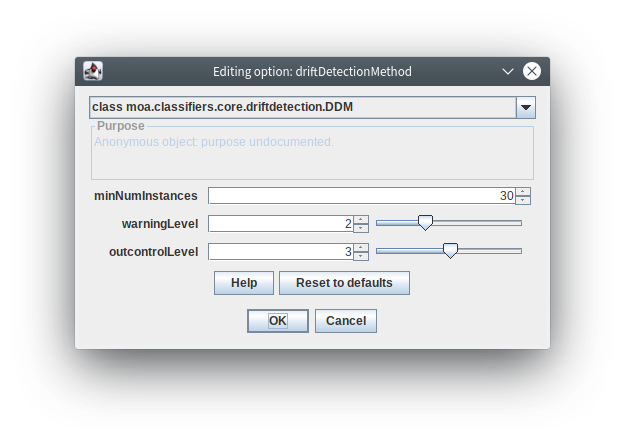 Editing option: driftDetectionMethod
class moa.classifiers.core.driftdetection.DDM
Purpose
Anonymous object: purpose undocumented.
minNumInstances 30
warningLevel 2
outcontrolLevel 3
Help Reset to defaults
OK Cancel